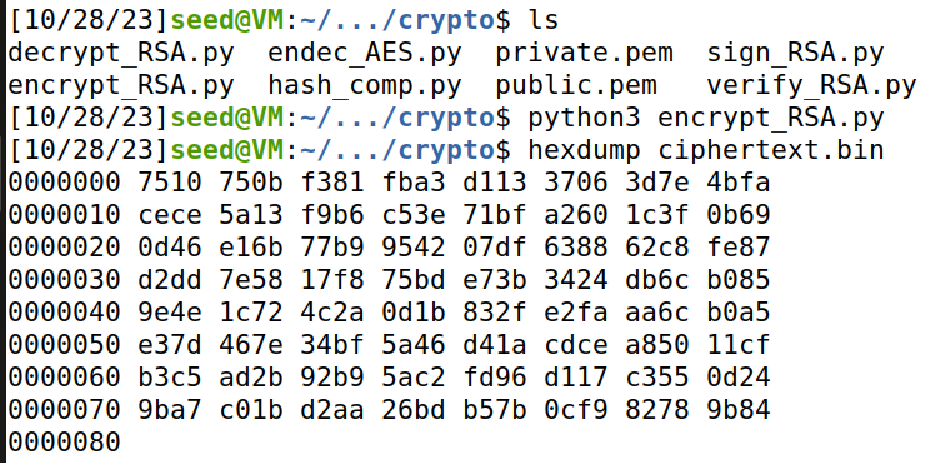 [10/28/23]seed@VM:~/.../crypto$ ls
decrypt_RSA.py  endec_AES.py  private.pem  sign_RSA.py
encrypt_RSA.py  hash_comp.py  public.pem   verify_RSA.py
[10/28/23]seed@VM:~/.../crypto$ python3 encrypt_RSA.py
[10/28/23]seed@VM:~/.../crypto$ hexdump ciphertext.bin
0000000 7510 750b f381 fba3 d113 3706 3d7e 4bfa
0000010 cece 5a13 f9b6 c53e 71bf a260 1c3f 0b69
0000020 0d46 e16b 77b9 9542 07df 6388 62c8 fe87
0000030 d2dd 7e58 17f8 75bd e73b 3424 db6c b085
0000040 9e4e 1c72 4c2a 0d1b 832f e2fa aa6c b0a5
0000050 e37d 467e 34bf 5a46 d41a cdce a850 11cf
0000060 b3c5 ad2b 92b9 5ac2 fd96 d117 c355 0d24
0000070 9ba7 c01b d2aa 26bd b57b 0cf9 8278 9b84
0000080